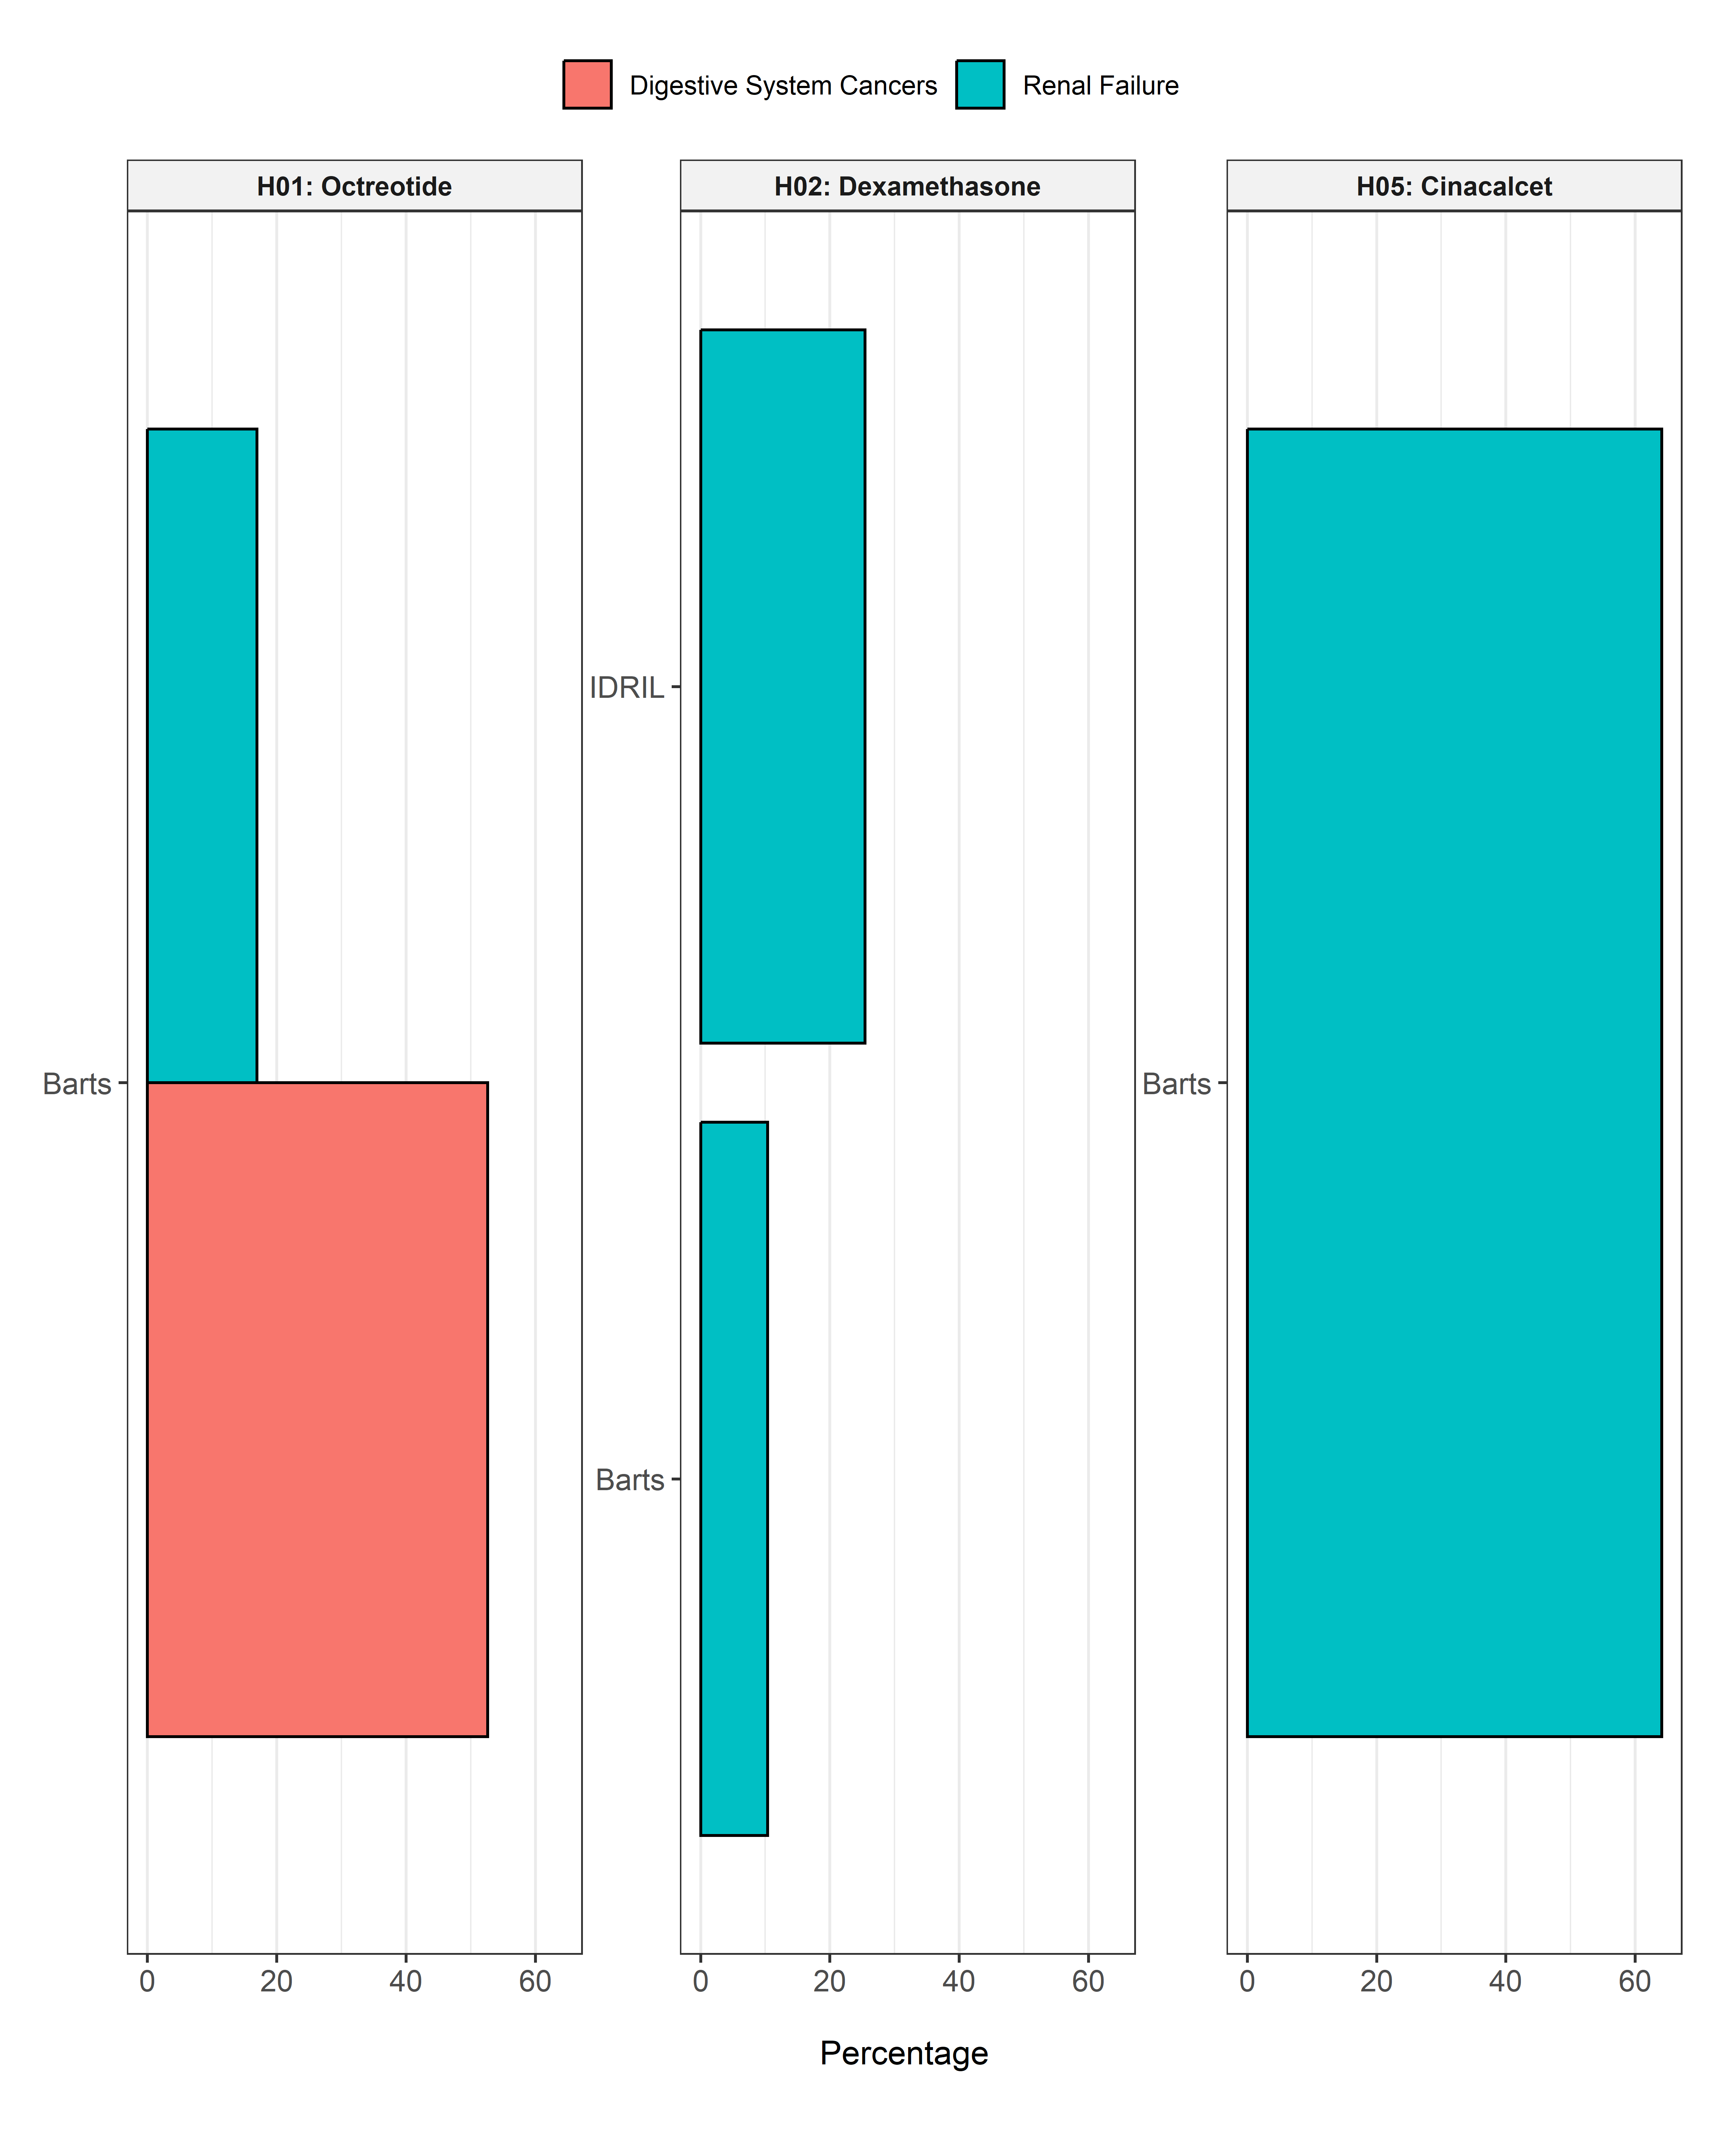 Digestive System Cancers Renal Failure
H01: Octreotide H02: Dexamethasone H05: Cinacalcet
IDRIL
Barts Barts
Barts
0 20 40 60 0 20 40 60 0 20 40 60
Percentage